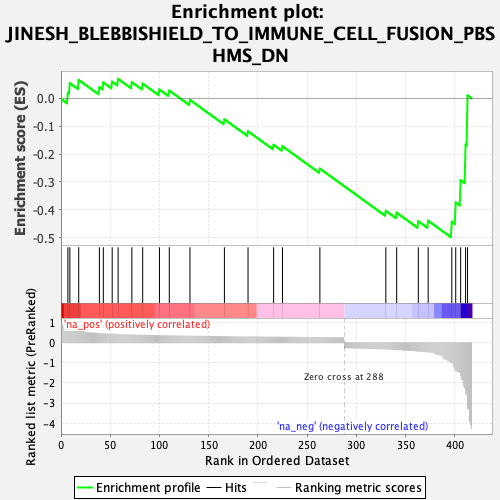 Enrichment plot:
JINESH_BLEBBISHIELD_TO_IMMUNE_CELL_FUSION_PBS
HMS_DN
Enrichment score (ES)
0.0
-0.1
-0.2
-0.3
-0.4
-0.5
'na_pos' (positively correlated)
Ranked list metric (PreRanked)
1
0
-1
-2
-3
-4
Zero cross at 288
'na_neg' (negatively correlated)
0
50
100
150
200
250
300
350
400
Rank in Ordered Dataset
Enrichment profile
Hits
Ranking metric scores